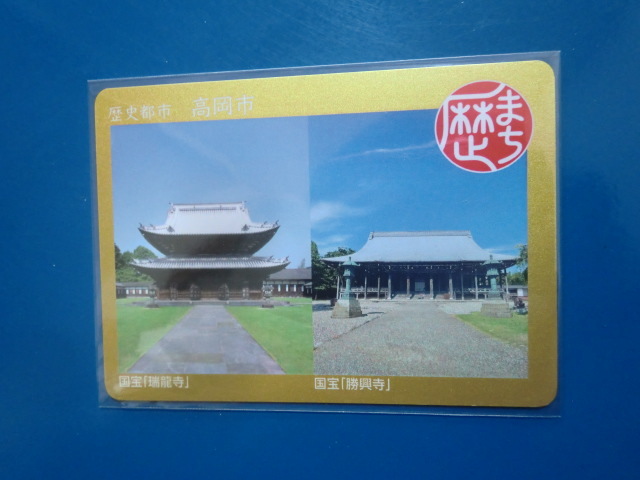 歴史都市 高岡市
歴まち
国宝「瑞龍寺」
国宝「勝興寺」